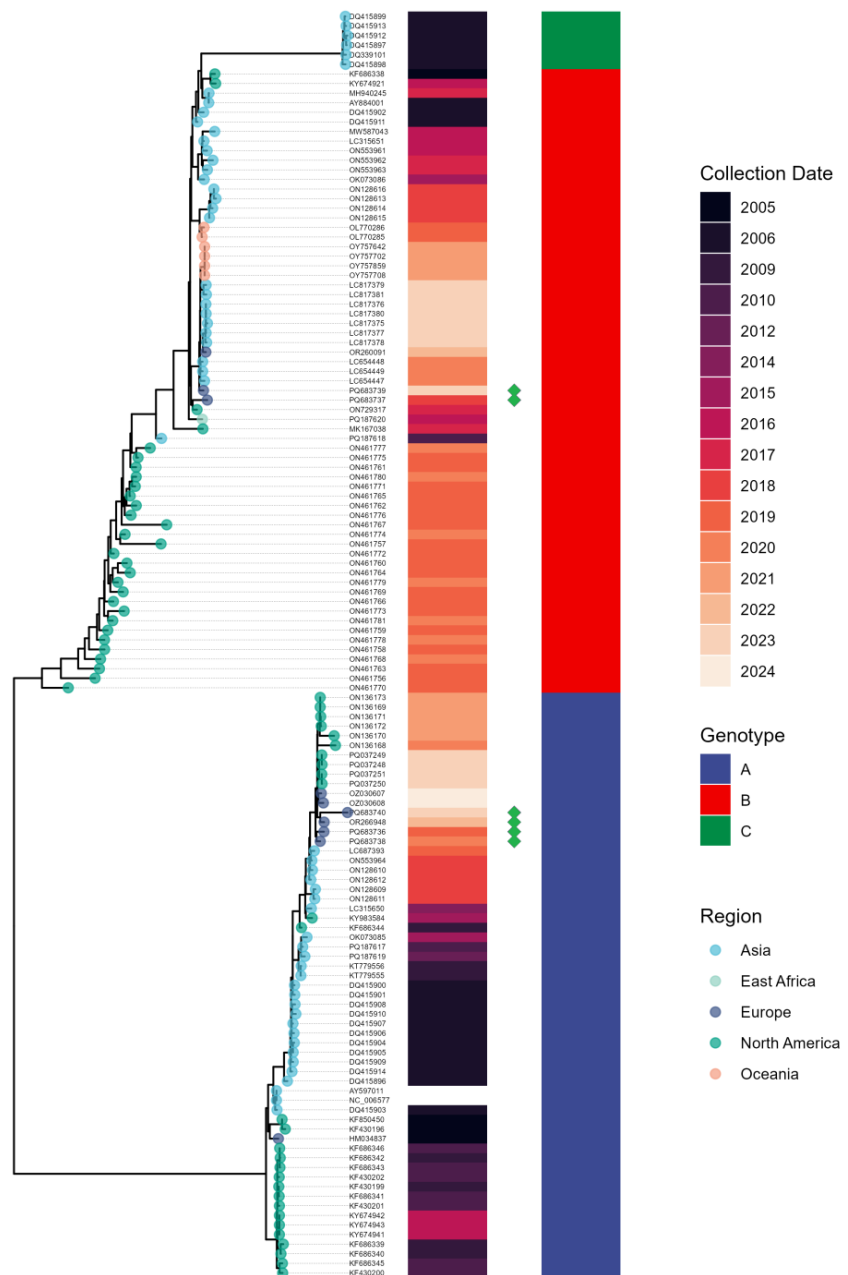 DQ415899
DQ415913
DQ415912
DQ415897
DQ339101
DQ415898
KF686338
KY674921
MH940245
AY884001
DQ415902
DQ415911
MW587043
LC315651
ON553961
ON553962
ON553963
OK073086
ON128616
ON128613
ON128614
ON128615
OL770286
OL770285
OY757642
OY757702
OY757859
OY757708
LC817379
LC817381
LC817376
LC817380
LC817375
LC817377
LC817378
OR260091
LC654448
LC654449
LC654447
PQ683739
PQ683737
ON729317
PQ187620
MK167038
PQ187618
ON461777
ON461775
ON461761
ON461780
ON461771
ON461765
ON461762
ON461776
ON461767
ON461774
ON461757
ON461772
ON461760
ON461764
ON461779
ON461769
ON461766
ON461773
ON461781
ON461759
ON461778
ON461758
ON461768
ON461763
ON461756
ON461770
ON136173
ON136169
ON136171
ON136172
ON136170
ON136168
PQ037249
PQ037248
PQ037251
PQ037250
OZ030607
OZ030608
PQ683740
OR266948
PQ683736
PQ683738
LC687393
ON553964
ON128610
ON128612
ON128609
ON128611
LC315650
KY983584
KF686344
OK073085
PQ187617
PQ187619
KT779556
KT779555
DQ415900
DQ415901
DQ415908
DQ415910
DQ415907
DQ415906
DQ415904
DQ415905
DQ415909
DQ415914
DQ415896
AY597011
NC_006577
DQ415903
KF850450
KF430196
HM034837
KF686346
KF686342
KF686343
KF430202
KF430199
KF686341
KF430201
KY674942
KY674943
KY674941
KF686339
KF686340
KF686345
KF430200
Collection Date
2005
2006
2009
2010
2012
2014
2015
2016
2017
2018
2019
2020
2021
2022
2023
2024
Genotype
A
B
C
Region
Asia
East Africa
Europe
North America
Oceania